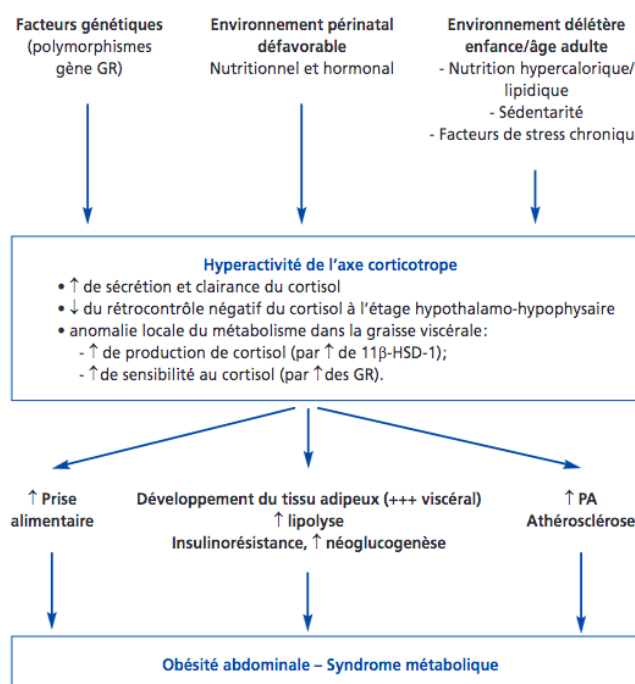 Facteurs génétiques
(polymorphismes
gène GR)
Environnement périnatal
défavorable
Nutritionnel et hormonal
Environnement délétère
enfance/âge adulte
- Nutrition hypercalorique/
lipidique
- Sédentarité
- Facteurs de stress chronique
Hyperactivité de l'axe corticotrope
• ↑ de sécrétion et clairance du cortisol
• ↓ du rétrocontrôle négatif du cortisol à l'étage hypothalamo-hypophysaire
• anomalie locale du métabolisme dans la graisse viscérale:
- ↑ de production de cortisol (par ↑ de 11β-HSD-1);
- ↑ de sensibilité au cortisol (par ↑ des GR).
↑ Prise
alimentaire
Développement du tissu adipeux (+++ viscéral)
↑ lipolyse
Insulinorésistance, ↑ néoglucogenèse
↑ PA
Athérosclérose
Obésité abdominale – Syndrome métabolique